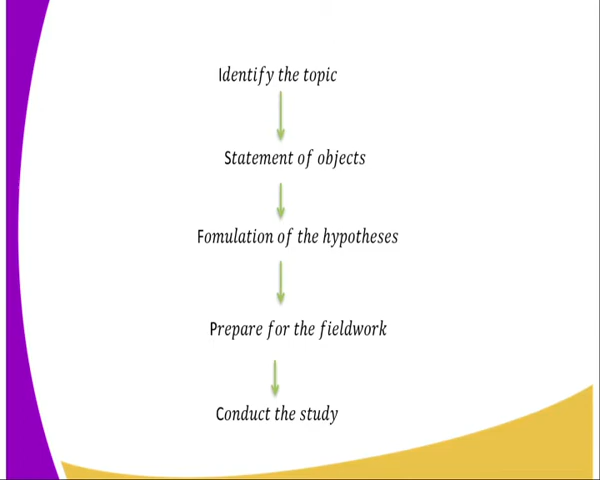 Identify the topic
Statement of objects
Fomulation of the hypotheses
Prepare for the fieldwork
Conduct the study